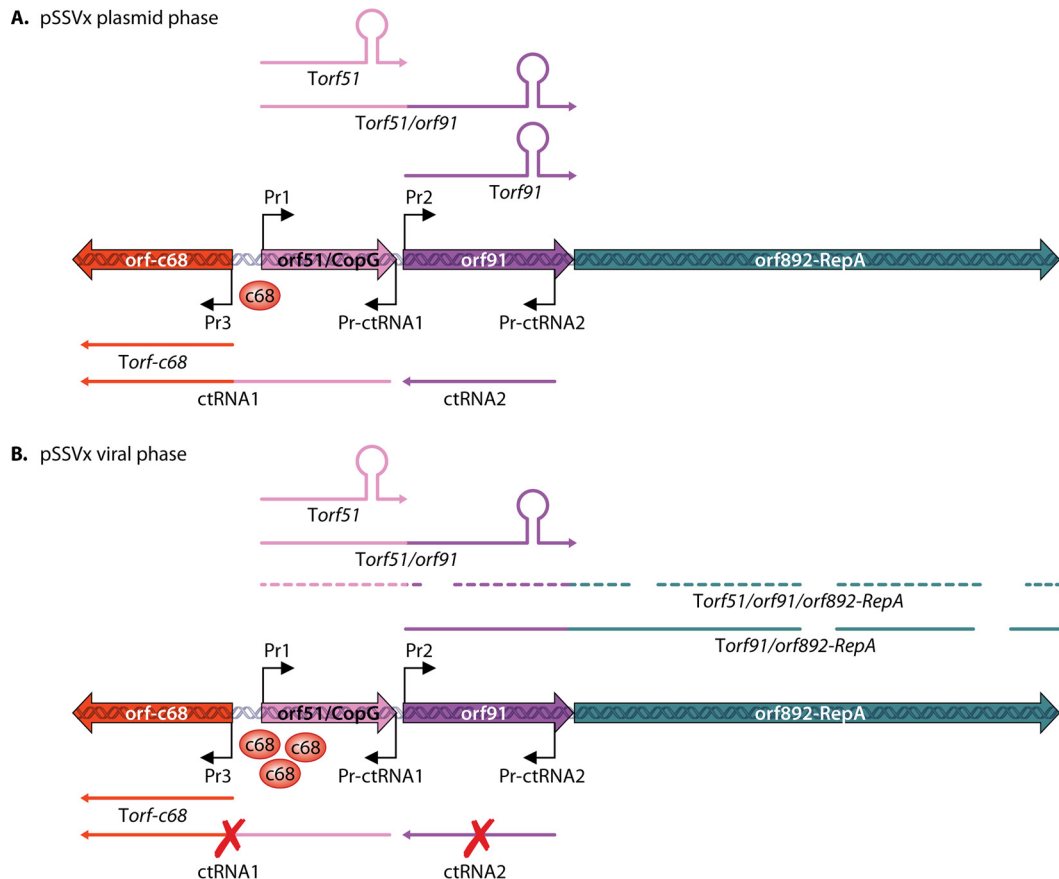 A. pSSVx plasmid phase
Torf51
Torf51/orf91
Torf91
Pr1
Pr2
orf-c68
orf51/CopG
orf91
orf892-RepA
c68
Pr3
Pr-ctRNA1
Pr-ctRNA2
Torf-c68
ctRNA1
ctRNA2
B. pSSVx viral phase
Torf51
Torf51/orf91
Torf51/orf91/orf892-RepA
Torf91/orf892-RepA
Pr1
Pr2
orf-c68
orf51/CopG
orf91
orf892-RepA
c68
c68
c68
Pr3
Pr-ctRNA1
Pr-ctRNA2
Torf-c68
ctRNA1
ctRNA2